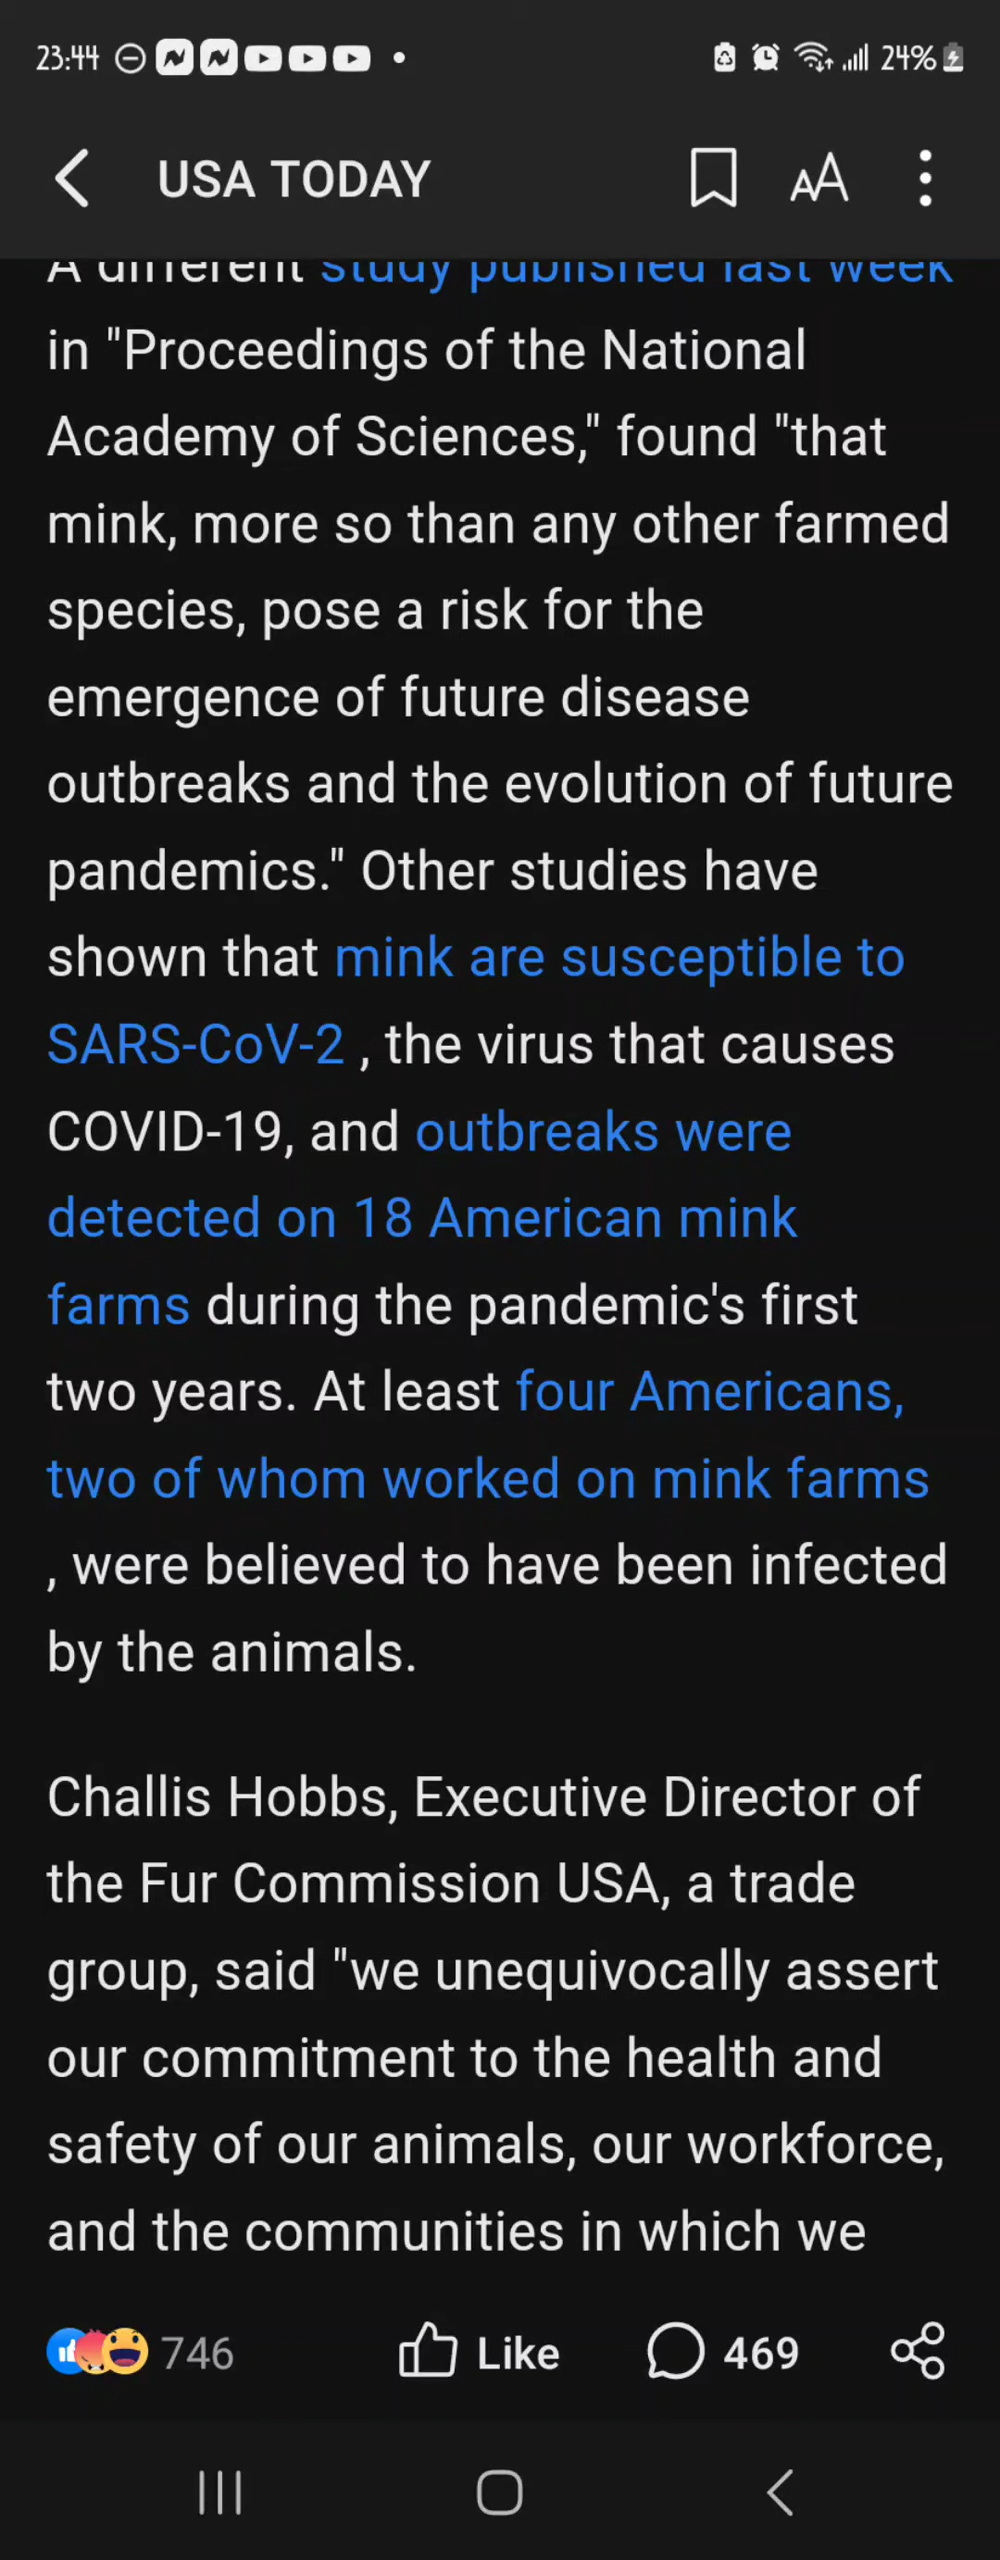 23:44
24%
USA TODAY
A different study published last week
in "Proceedings of the National
Academy of Sciences," found "that
mink, more so than any other farmed
species, pose a risk for the
emergence of future disease
outbreaks and the evolution of future
pandemics." Other studies have
shown that mink are susceptible to
SARS-CoV-2 , the virus that causes
COVID-19, and outbreaks were
detected on 18 American mink
farms during the pandemic's first
two years. At least four Americans,
two of whom worked on mink farms
, were believed to have been infected
by the animals.
Challis Hobbs, Executive Director of
the Fur Commission USA, a trade
group, said "we unequivocally assert
our commitment to the health and
safety of our animals, our workforce,
and the communities in which we
746 Like 469